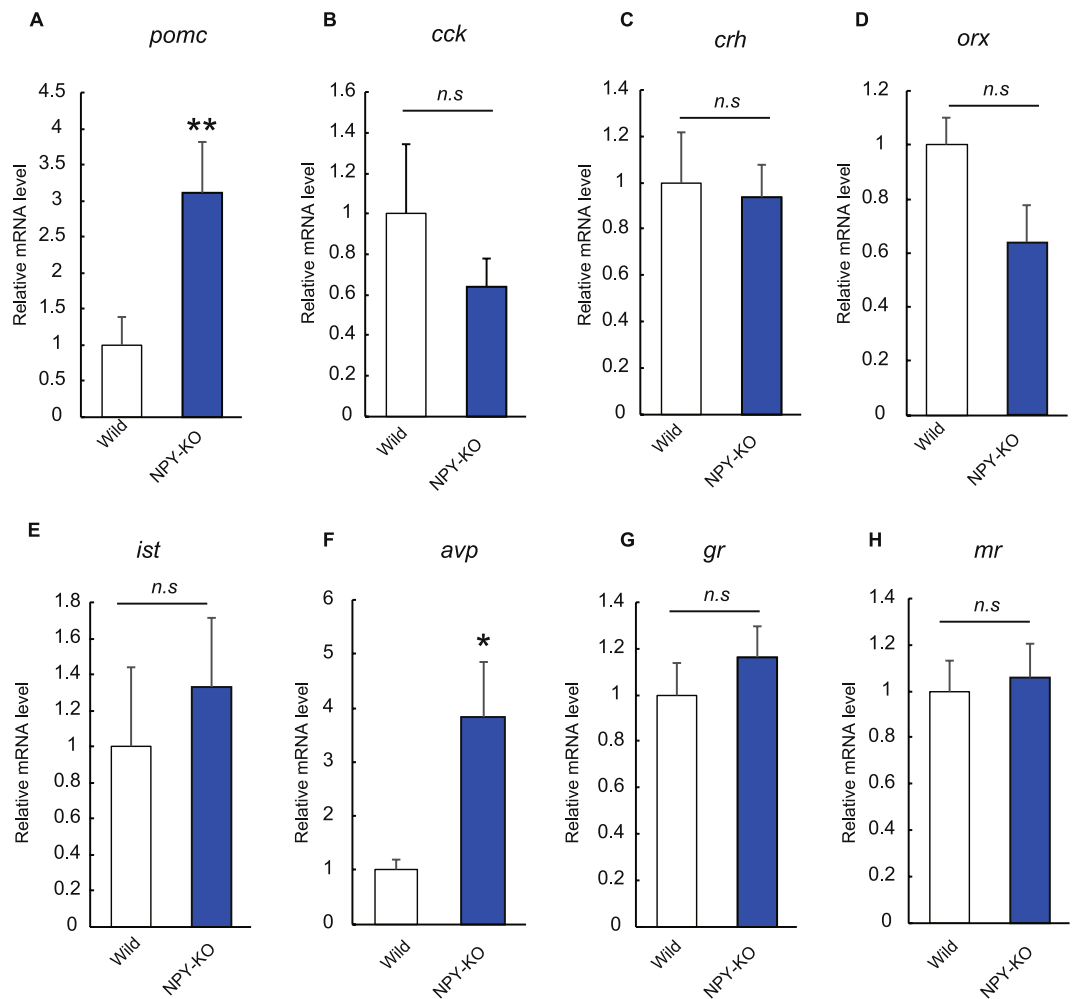 A
pomc
Relative mRNA level
4.5
4
3.5
3
2.5
2
1.5
1
0.5
0
**
Wild
NPY-KO
B
cck
Relative mRNA level
1.6
1.4
1.2
1
0.8
0.6
0.4
0.2
0
n.s
Wild
NPY-KO
C
crh
Relative mRNA level
1.4
1.2
1
0.8
0.6
0.4
0.2
0
n.s
Wild
NPY-KO
D
orx
Relative mRNA level
1.2
1
0.8
0.6
0.4
0.2
0
n.s
Wild
NPY-KO
E
ist
Relative mRNA level
1.8
1.6
1.4
1.2
1
0.8
0.6
0.4
0.2
0
n.s
Wild
NPY-KO
F
avp
Relative mRNA level
6
5
4
3
2
1
0
*
Wild
NPY-KO
G
gr
Relative mRNA level
1.4
1.2
1
0.8
0.6
0.4
0.2
0
n.s
Wild
NPY-KO
H
mr
Relative mRNA level
1.4
1.2
1
0.8
0.6
0.4
0.2
0
n.s
Wild
NPY-KO